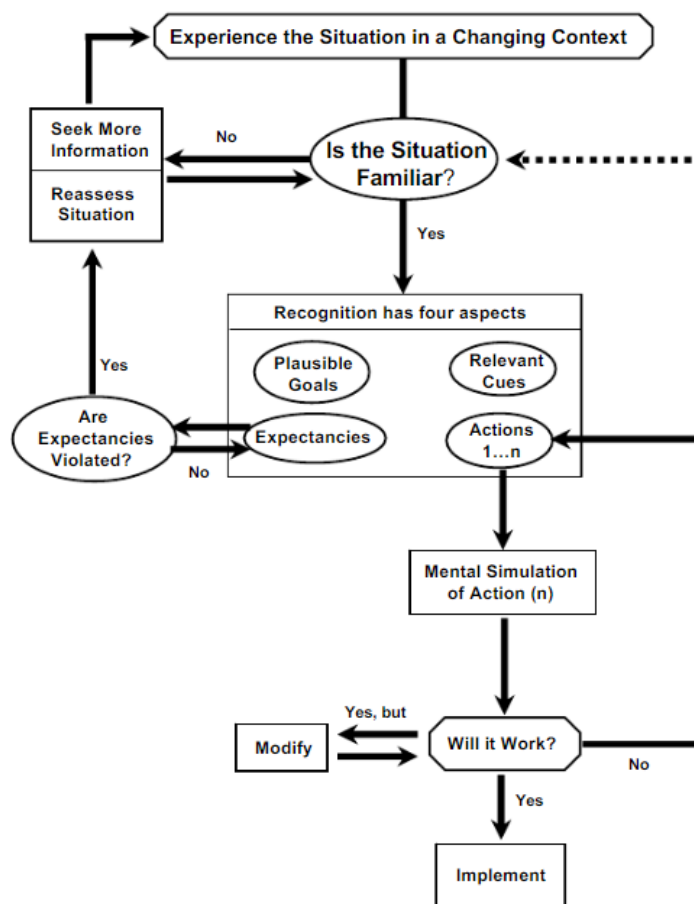 Experience the Situation in a Changing Context
Seek More
Information
Reassess
Situation
No
Is the Situation
Familiar?
Yes
Recognition has four aspects
Plausible
Goals
Relevant
Cues
Yes
Are
Expectancies
Violated?
Expectancies
Actions
1...n
No
Mental Simulation
of Action (n)
Yes, but
Modify
Will it Work?
No
Yes
Implement